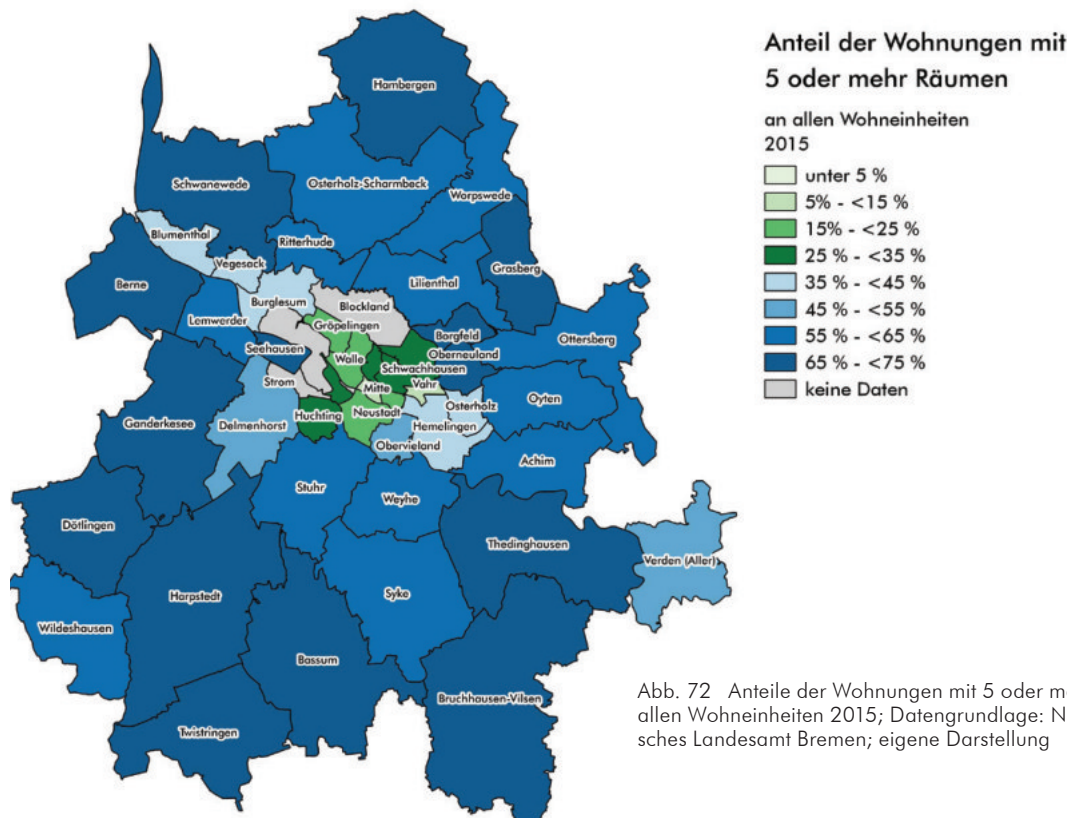 Anteil der Wohnungen mit
5 oder mehr Räumen
an allen Wohneinheiten
2015
unter 5 %
5% - <15 %
15% - <25 %
25 % - <35 %
35 % - <45 %
45 % - <55 %
55 % - <65 %
65 % - <75 %
keine Daten
Hambergen
Schwanewede
Osterholz-Scharmbeck
Worpswede
Blumenthal
Ritterhude
Vegesack
Grasberg
Berne
Lilienthal
Burglesum
Blockland
Lemwerder
Gröpelingen
Borgfeld
Ottersberg
Seehausen
Oberneuland
Walle
Schwachhausen
Strom
Mitte
Vahr
Oyten
Osterholz
Huchting
Neustadt
Ganderkesee
Delmenhorst
Hemelingen
Obervieland
Achim
Stuhr
Weyhe
Dötlingen
Thedinghausen
Verden (Aller)
Harpstedt
Syke
Wildeshausen
Bassum
Bruchhausen-Vilsen
Twistringen
Abb. 72 Anteile der Wohnungen mit 5 oder m
allen Wohneinheiten 2015; Datengrundlage: N
sches Landesamt Bremen; eigene Darstellung